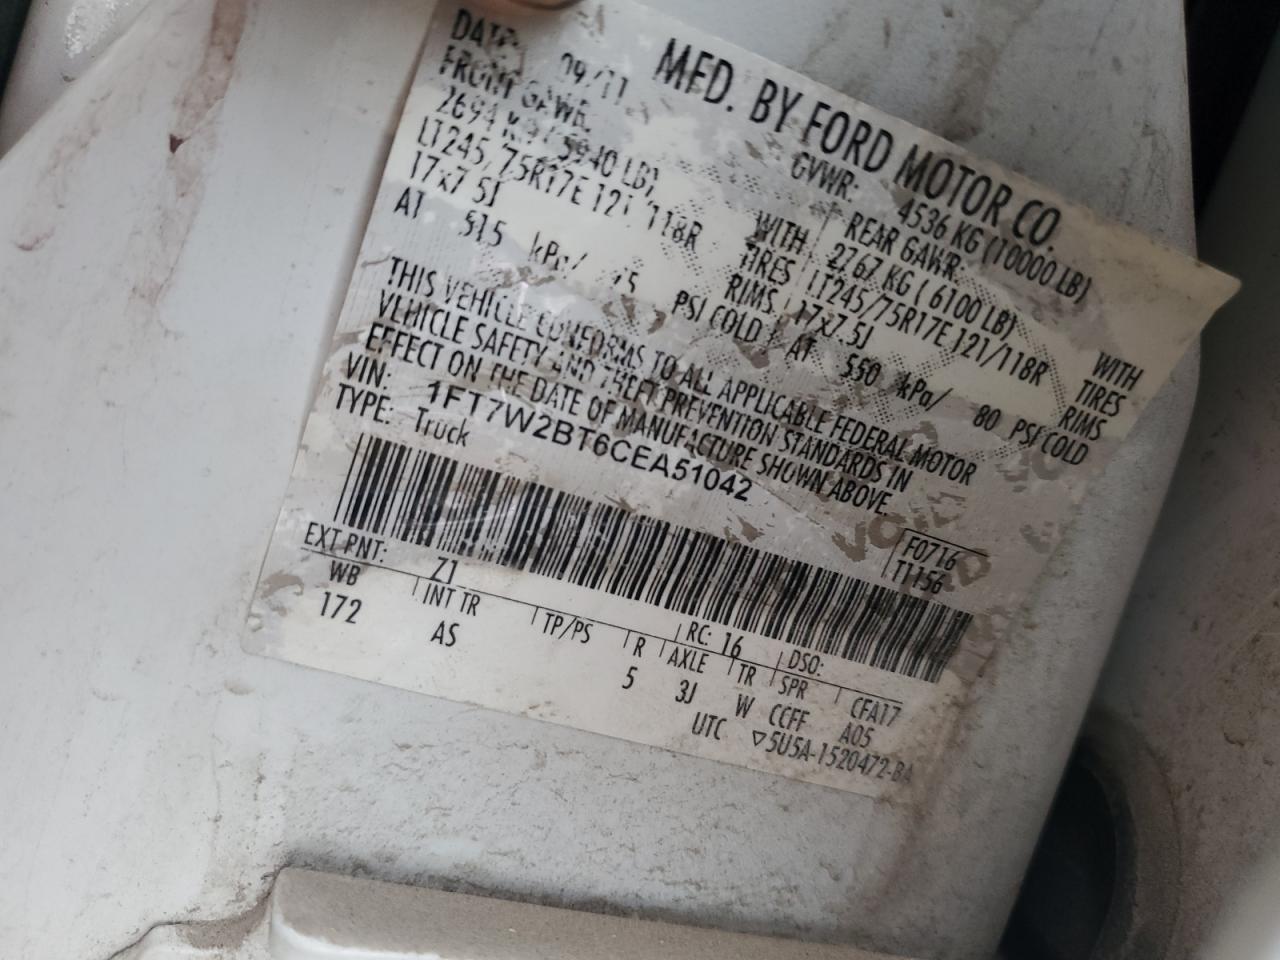 MFD. BY FORD MOTOR CO.
DATE: 09/11 GVWR: 4536 KG (10000 LB)
FRONT GAWR: REAR GAWR:
2694 KG ( 5940 LB) WITH 2767 KG ( 6100 LB) WITH
LT245/75R17E 121/118R TIRES LT245/75R17E 121/118R TIRES
17x7.5J RIMS 17x7.5J RIMS
AT 515 kPa/ 75 PSI COLD AT 550 kPa/ 80 PSI COLD
THIS VEHICLE CONFORMS TO ALL APPLICABLE FEDERAL MOTOR
VEHICLE SAFETY AND THEFT PREVENTION STANDARDS IN
EFFECT ON THE DATE OF MANUFACTURE SHOWN ABOVE.
VIN: 1FT7W2BT6CEA51042
TYPE: Truck
F0716
T1156
VOID
EXT PNT: Z1 RC: 16 DSO:
WB INT TR TP/PS R AXLE TR SPR CFA17
172 AS 5 3J W CCFF A05
UTC ▽5U5A-1520472-BA